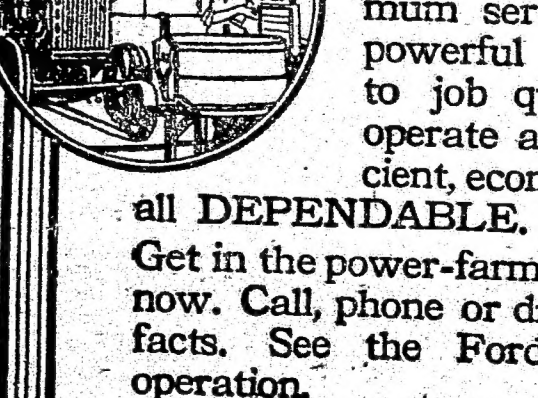 mum ser
powerful
to job q
operate a
cient, econ
all DEPENDABLE.
Get in the power-farm
now. Call, phone or d
facts. See the Ford
operation.